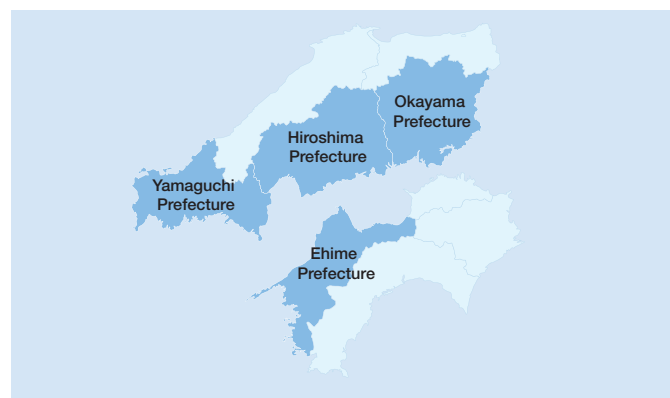 Okayama
Prefecture
Hiroshima
Prefecture
Yamaguchi
Prefecture
Ehime
Prefecture